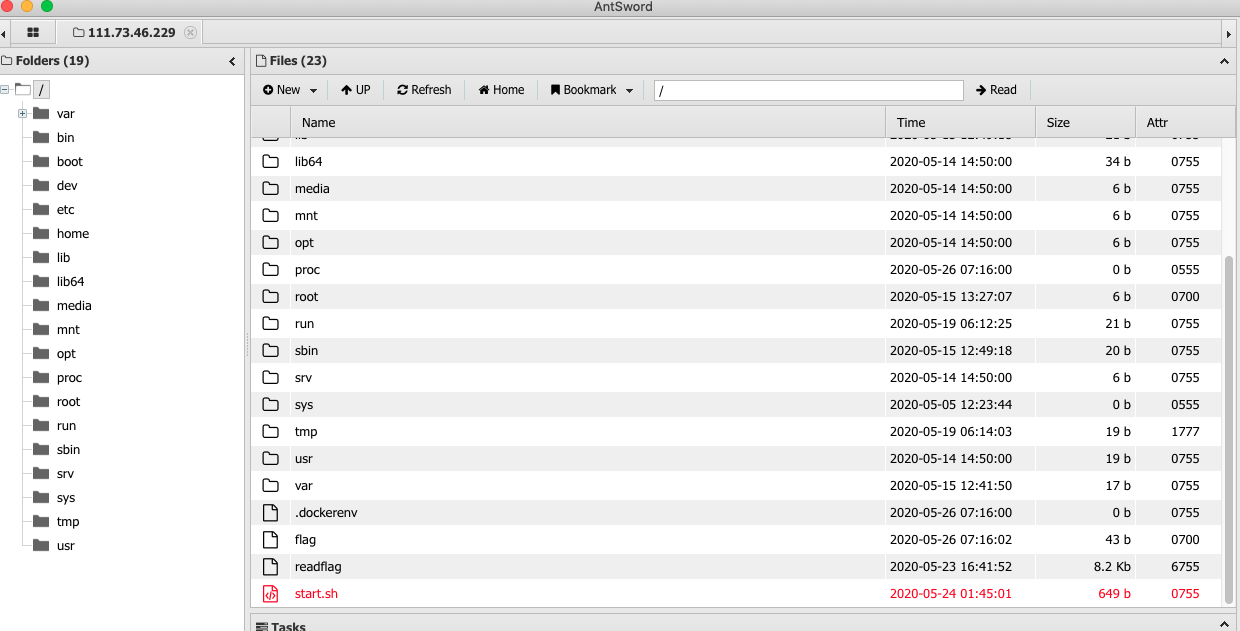 AntSword
111.73.46.229
Folders (19)
Files (23)
New UP Refresh Home Bookmark / Read
/
var
bin
boot
dev
etc
home
lib
lib64
media
mnt
opt
proc
root
run
sbin
srv
sys
tmp
usr
Name Time Size Attr
lib64 2020-05-14 14:50:00 34 b 0755
media 2020-05-14 14:50:00 6 b 0755
mnt 2020-05-14 14:50:00 6 b 0755
opt 2020-05-14 14:50:00 6 b 0755
proc 2020-05-26 07:16:00 0 b 0555
root 2020-05-15 13:27:07 6 b 0700
run 2020-05-19 06:12:25 21 b 0755
sbin 2020-05-15 12:49:18 20 b 0755
srv 2020-05-14 14:50:00 6 b 0755
sys 2020-05-05 12:23:44 0 b 0555
tmp 2020-05-19 06:14:03 19 b 1777
usr 2020-05-14 14:50:00 19 b 0755
var 2020-05-15 12:41:50 17 b 0755
.dockerenv 2020-05-26 07:16:00 0 b 0755
flag 2020-05-26 07:16:02 43 b 0700
readflag 2020-05-23 16:41:52 8.2 Kb 6755
start.sh 2020-05-24 01:45:01 649 b 0755
Tasks